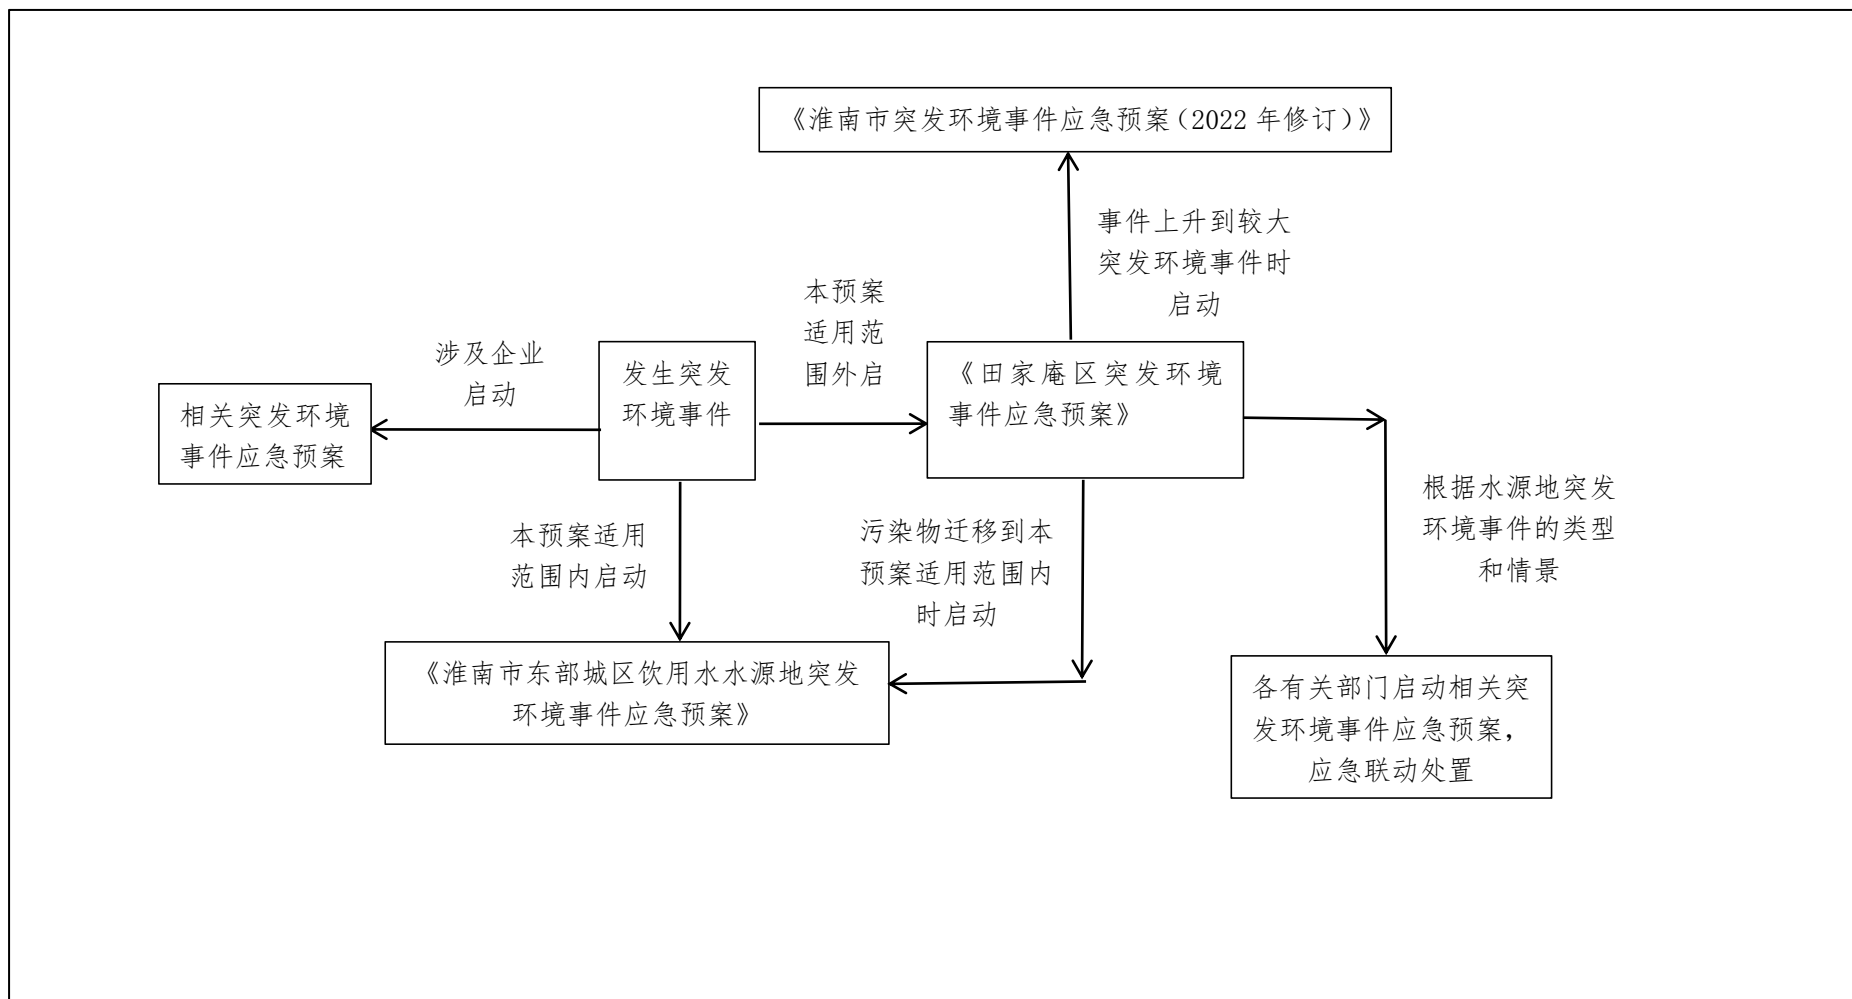 《淮南市突发环境事件应急预案（2022 年修订）》
事件上升到较大
突发环境事件时
启动
本预案
适用范
围外启
涉及企业
启动
发生突发
环境事件
《田家庵区突发环境
事件应急预案》
相关突发环境
事件应急预案
根据水源地突发
环境事件的类型
和情景
本预案适用
范围内启动
污染物迁移到本
预案适用范围内
时启动
《淮南市东部城区饮用水水源地突发
环境事件应急预案》
各有关部门启动相关突
发环境事件应急预案，
应急联动处置